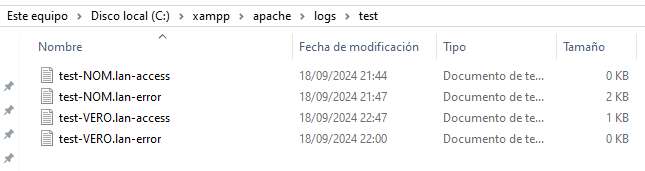 Este equipo > Disco local (C:) > xampp > apache > logs > test
Nombre Fecha de modificación Tipo Tamaño
test-NOM.lan-access 18/09/2024 21:44 Documento de te... 0 KB
test-NOM.lan-error 18/09/2024 21:47 Documento de te... 2 KB
test-VERO.lan-access 18/09/2024 22:47 Documento de te... 1 KB
test-VERO.lan-error 18/09/2024 22:00 Documento de te... 0 KB